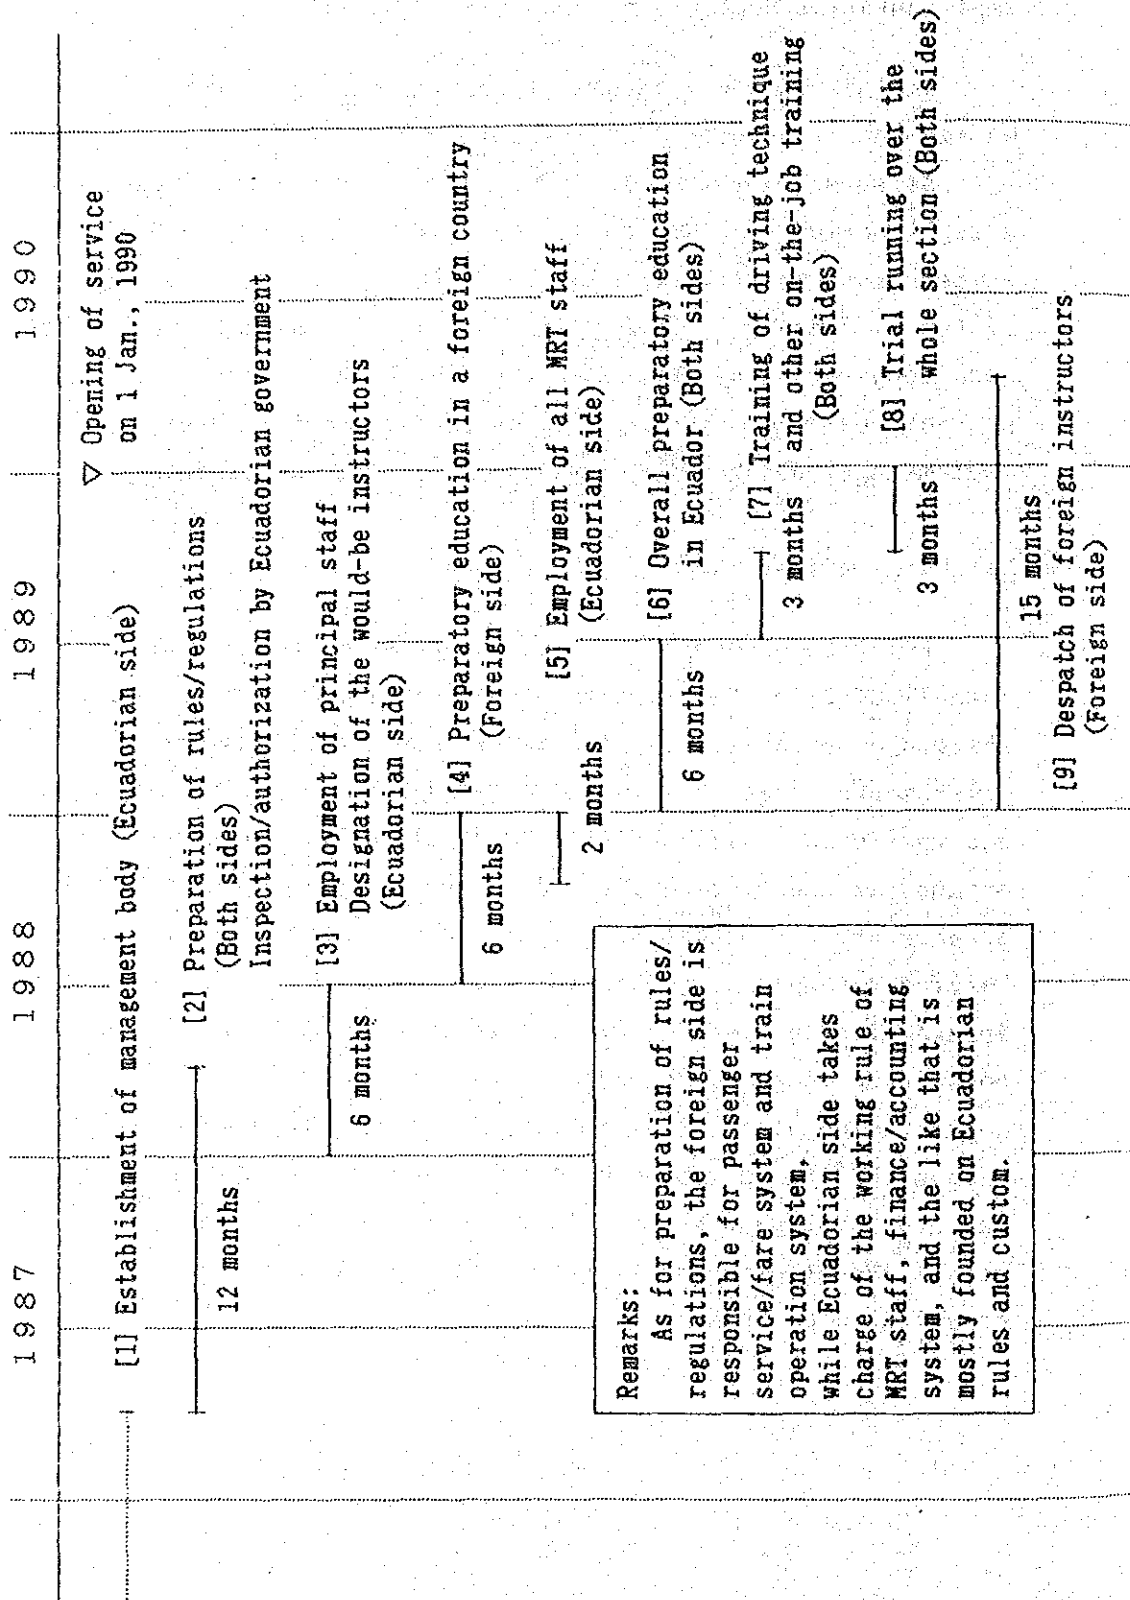 1987
1988
1989
1990
▽ Opening of service
on 1 Jan., 1990
[1] Establishment of management body (Ecuadorian side)
[2] Preparation of rules/regulations
(Both sides)
Inspection/authorization by Ecuadorian government
12 months
[3] Employment of principal staff
Designation of the would-be instructors
(Ecuadorian side)
6 months
[4] Preparatory education in a foreign country
(Foreign side)
6 months
[5] Employment of all MRT staff
(Ecuadorian side)
2 months
[6] Overall preparatory education
in Ecuador (Both sides)
6 months
[7] Training of driving technique
and other on-the-job training
(Both sides)
3 months
[8] Trial running over the
whole section (Both sides)
3 months
15 months
[9] Despatch of foreign instructors
(Foreign side)
Remarks:
As for preparation of rules/
regulations, the foreign side is
responsible for passenger
service/fare system and train
operation system,
while Ecuadorian side takes
charge of the working rule of
MRT staff, finance/accounting
system, and the like that is
mostly founded on Ecuadorian
rules and custom.